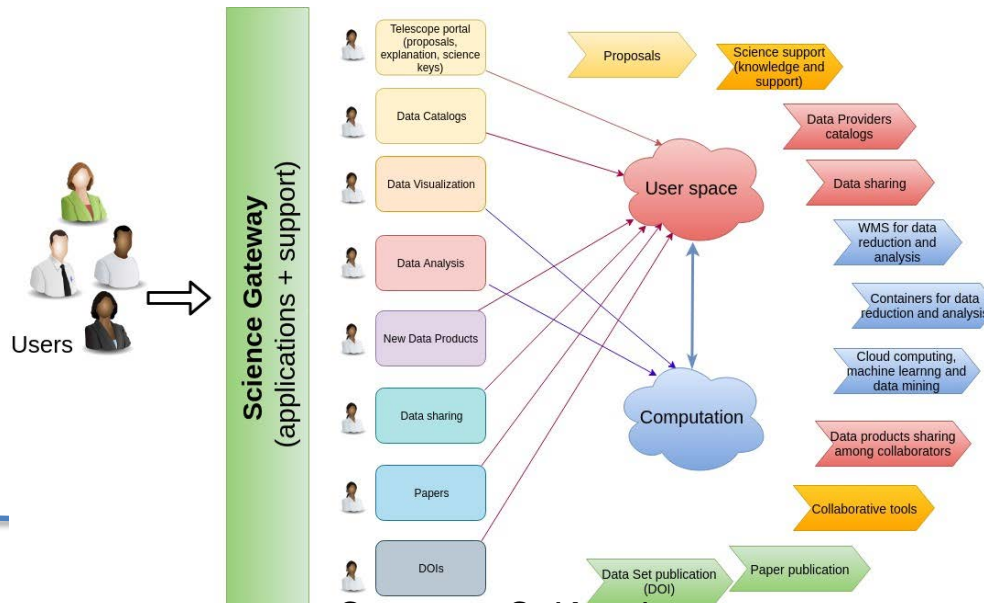 Users
Science Gateway
(applications + support)
Telescope portal
(proposals,
explanation, science
keys)
Data Catalogs
Data Visualization
Data Analysis
New Data Products
Data sharing
Papers
DOIs
User space
Computation
Proposals
Science support
(knowledge and
support)
Data Providers
catalogs
Data sharing
WMS for data
reduction and
analysis
Containers for data
reduction and analysis
Cloud computing,
machine learnng and
data mining
Data products sharing
among collaborators
Collaborative tools
Paper publication
Data Set publication
(DOI)